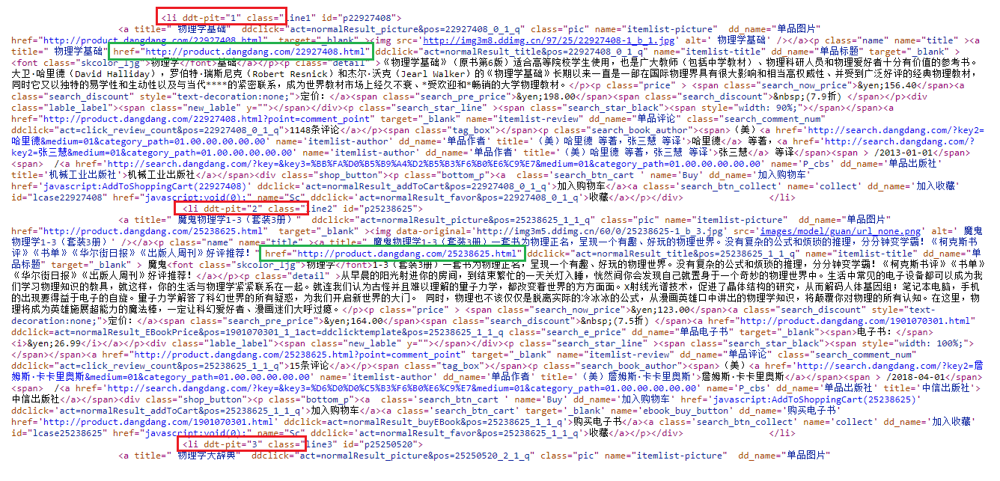 <li ddt-pit="1" class="line1" id="p22927408">
<a title=" 物理学基础"  ddclick="act=normalResult_picture&pos=22927408_0_1_q" class="pic" name="itemlist-picture"  dd_name="单品图片"
href="http://product.dangdang.com/22927408.html"  target="_blank" ><img src='http://img3m8.ddimg.cn/97/25/22927408-1_b_1.jpg' alt=' 物理学基础' /></a><p class="name" name="title" ><a
title=" 物理学基础" href="http://product.dangdang.com/22927408.html" ddclick="act=normalResult_title&pos=22927408_0_1_q" name="itemlist-title" dd_name="单品标题" target="_blank" >
<font class="skcolor_ljg">物理学</font>基础</a></p><p class="detail" >《物理学基础》（原书第6版）适合高等院校学生使用，也是广大教师（包括中学教材）、物理科研人员和物理爱好者十分有价值的参考书。
大卫·哈里德（David Halliday），罗伯特·瑞斯尼克（Robert Resnick）和杰尔·沃克（Jearl Walker）的《物理学基础》长期以来一直是一部在国际物理界具有很大影响和相当高权威性、并受到广泛好评的经典物理教材，
同时它又以独特的易学性和生动性以及与当代****的紧密联系，成为世界教材市场上经久不衰、*受欢迎和*畅销的大学物理教材。</p><p class="price" > <span class="search_now_price">&yen;156.40</span><a
class="search_discount" style="text-decoration:none;">定价：</a><span class="search_pre_price">&yen;198.00</span><span class="search_discount">&nbsp;(7.9折) </span></p><div
class="lable_label"><span class="new_lable" y=""></span></div><p class="search_star_line" ><span class="search_star_black"><span style="width: 90%;"></span></span><a
href="http://product.dangdang.com/22927408.html?point=comment_point" target="_blank" name="itemlist-review" dd_name="单品评论" class="search_comment_num"
ddclick="act=click_review_count&pos=22927408_0_1_q">1148条评论</a></p><span class="tag_box"></span><p class="search_book_author"><span>（美）<a href='http://search.dangdang.com/?key2=
哈里德&medium=01&category_path=01.00.00.00.00.00' name='itemlist-author' dd_name='单品作者' title='（美）哈里德 等著，张三慧 等译'>哈里德</a> 等著，<a href='http://search.dangdang.com/?
key2=张三慧&medium=01&category_path=01.00.00.00.00.00' name='itemlist-author' dd_name='单品作者' title='（美）哈里德 等著，张三慧 等译'>张三慧</a> 等译</span><span > /2013-01-01</span>
<span>  /<a href='http://search.dangdang.com/?key=&key3=%BB%FA%D0%B5%B9%A4%D2%B5%B3%F6%B0%E6%C9%E7&medium=01&category_path=01.00.00.00.00.00' name='P_cbs' dd_name='单品出版社'
title='机械工业出版社'>机械工业出版社</a></span><div class="shop_button"><p class="bottom_p"><a  class='search_btn_cart ' name='Buy' dd_name='加入购物车'
href='javascript:AddToShoppingCart(22927408)' ddclick='act=normalResult_addToCart&pos=22927408_0_1_q'>加入购物车</a><a class='search_btn_collect' name='collect' dd_name='加入收藏'
id="lcase22927408" href="javascript:void(0);" name="Sc" ddclick='act=normalResult_favor&pos=22927408_0_1_q'>收藏</a></p></div>                </li>
<li ddt-pit="2" class="line2" id="p25238625">
<a title=" 魔鬼物理学1-3（套装3册）"  ddclick="act=normalResult_picture&pos=25238625_1_1_q" class="pic" name="itemlist-picture"  dd_name="单品图片"
href="http://product.dangdang.com/25238625.html"  target="_blank" ><img data-original='http://img3m5.ddimg.cn/60/0/25238625-1_b_3.jpg' src='images/model/guan/url_none.png' alt=' 魔鬼
物理学1-3（套装3册）' /></a><p class="name" name="title" ><a title=" 魔鬼物理学1-3（套装3册）一套书为物理正名，呈现一个有趣、好玩的物理世界。没有复杂的公式和烦琐的推理，分分钟变学霸！《柯克斯
书评》《书单》《华尔街日报》《出版人周刊》好评推荐！" href="http://product.dangdang.com/25238625.html" ddclick="act=normalResult_title&pos=25238625_1_1_q" name="itemlist-title" dd_name="单
品标题" target="_blank" > 魔鬼<font class="skcolor_ljg">物理学</font>1-3（套装3册）一套书为物理正名，呈现一个有趣、好玩的物理世界。没有复杂的公式和烦琐的推理，分分钟变学霸！《柯克斯书评》《书单》
《华尔街日报》《出版人周刊》好评推荐！</a></p><p class="detail" >从早晨的阳光射进你的房间，到结束繁忙的一天关灯入睡，恍然间你会发现自己就置身于一个奇妙的物理世界中。生活中常见的电子设备都可以成为我
们学习物理知识的教具，就这样，你的生活与物理学紧紧联系在一起。就连我们认为古怪并且难以理解的量子力学，都改变着世界的方方面面。X射线光谱技术，促进了晶体结构的研究，从而解码人体基因组；笔记本电脑，手机
的出现要得益于电子的自旋。量子力学解答了科幻世界的所有疑惑，为我们开启新世界的大门。 同时，物理也不该仅仅是脱离实际的冷冰冰的公式，从漫画英雄口中讲出的物理学知识，将颠覆你对物理的所有认知。在这里，物
理将成为英雄施展超能力的魔法棒，一定让科幻爱好者、漫画迷们大呼过瘾。</p><p class="price" > <span class="search_now_price">&yen;123.00</span><a class="search_discount" style="text-
decoration:none;">定价：</a><span class="search_pre_price">&yen;164.00</span><span class="search_discount">&nbsp;(7.5折) </span><a href="http://product.dangdang.com/1901070301.html"
ddclick=act=normalResult_EBookPrice&pos=1901070301_1_1act=ddclicktemplate&pos=25238625_1_1_q class="search_e_price" dd_name="单品电子书" target="_blank"><span>电子书：</span>
<i>&yen;26.99</i></a></p><div class="lable_label"><span class="new_lable" y=""></span></div><p class="search_star_line" ><span class="search_star_black"><span style="width: 100%;">
</span></span><a href="http://product.dangdang.com/25238625.html?point=comment_point" target="_blank" name="itemlist-review" dd_name="单品评论" class="search_comment_num"
ddclick="act=click_review_count&pos=25238625_1_1_q">15条评论</a></p><span class="tag_box"></span><p class="search_book_author"><span>（美）<a href='http://search.dangdang.com/?key2=詹
姆斯·卡卡里奥斯&medium=01&category_path=01.00.00.00.00.00' name='itemlist-author' dd_name='单品作者' title='（美）詹姆斯·卡卡里奥斯'>詹姆斯·卡卡里奥斯</a></span><span > /2018-04-01</span>
<span>  /<a href='http://search.dangdang.com/?key=&key3=%D6%D0%D0%C5%B3%F6%B0%E6%C9%E7&medium=01&category_path=01.00.00.00.00.00' name='P_cbs' dd_name='单品出版社' title='中信出版社'>
中信出版社</a></span><div class="shop_button"><p class="bottom_p"><a  class='search_btn_cart ' name='Buy' dd_name='加入购物车' href='javascript:AddToShoppingCart(25238625)'
ddclick='act=normalResult_addToCart&pos=25238625_1_1_q'>加入购物车</a><a class='search_btn_cart' target='_blank' name='ebook_buy_button' dd_name='购买电子书'
href='http://product.dangdang.com/1901070301.html' ddclick='act=normalResult_buyEBook&pos=25238625_1_1_q'>购买电子书</a><a class='search_btn_collect' name='collect' dd_name='加入收藏'
id="lcase25238625" href="javascript:void(0);" name="Sc" ddclick='act=normalResult_favor&pos=25238625_1_1_q'>收藏</a></p></div>                </li>
<li ddt-pit="3" class="line3" id="p25250520">
<a title=" 物理学大辞典"  ddclick="act=normalResult_picture&pos=25250520_2_1_q" class="pic" name="itemlist-picture"  dd_name="单品图片"